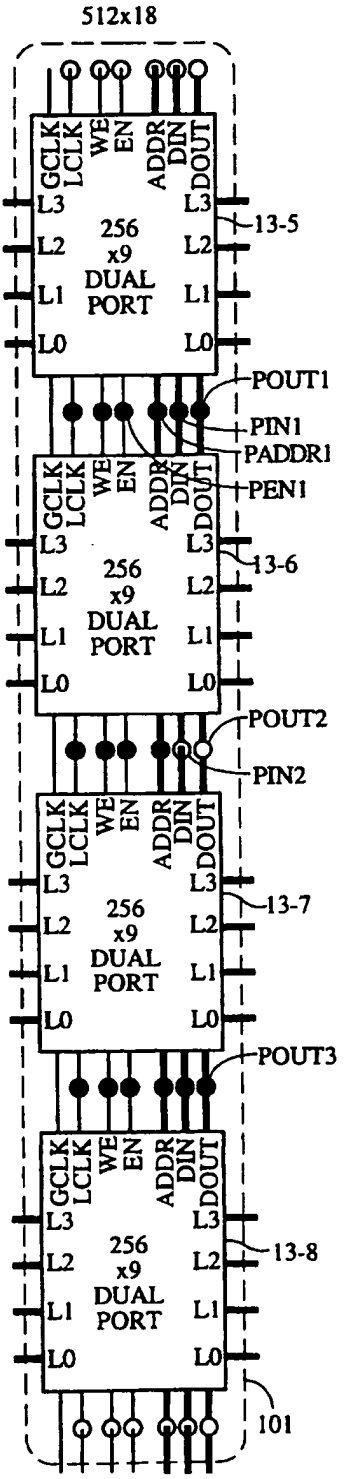 512x18
GCLK LCLK WE EN ADDR DIN DOUT
L3 256 x9 DUAL PORT L3 13-5
L2 L2
L1 L1
L0 L0
POUT1
PIN1
PADDR1
PEN1
GCLK LCLK WE EN ADDR DIN DOUT
L3 256 x9 DUAL PORT L3 13-6
L2 L2
L1 L1
L0 L0
POUT2
PIN2
GCLK LCLK WE EN ADDR DIN DOUT
L3 256 x9 DUAL PORT L3 13-7
L2 L2
L1 L1
L0 L0
POUT3
GCLK LCLK WE EN ADDR DIN DOUT
L3 256 x9 DUAL PORT L3 13-8
L2 L2
L1 L1
L0 L0
101